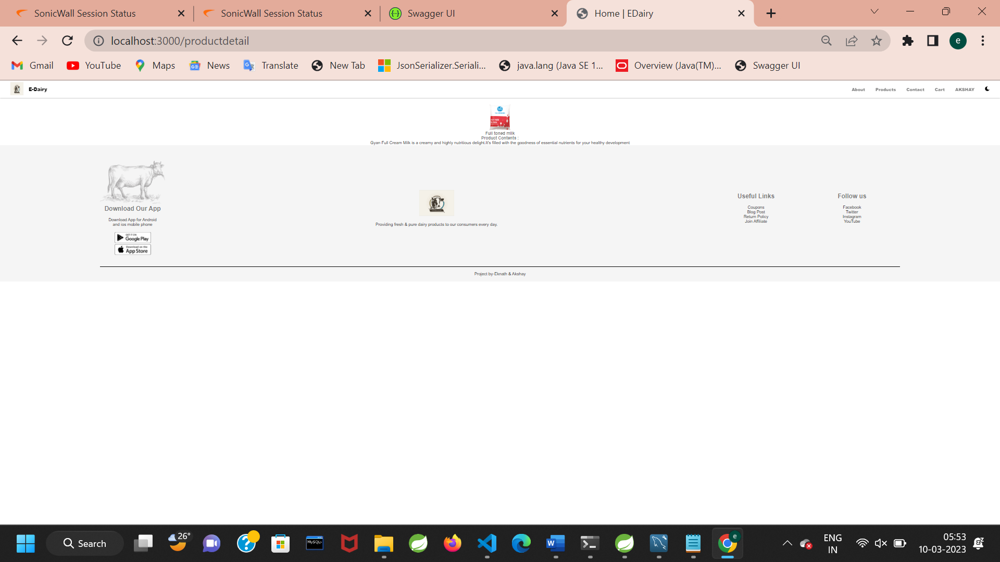 SonicWall Session Status
SonicWall Session Status
Swagger UI
Home | EDairy
localhost:3000/productdetail
e
Gmail
YouTube
Maps
News
Translate
New Tab
JsonSerializer.Seriali...
java.lang (Java SE 1...
Overview (Java(TM)...
Swagger UI
E-Dairy
About
Products
Contact
Cart
AKSHAY
Full toned milk
Product Contents :
Gyan Full Cream Milk is a creamy and highly nutritious delight.It's filled with the goodness of essential nutrients for your healthy development
Download Our App
Download App for Android
and ios mobile phone
GET IT ON
Google Play
Download on the
App Store
Providing fresh & pure dairy products to our consumers every day.
Useful Links
Coupons
Blog Post
Return Policy
Join Affiliate
Follow us
Facebook
Twitter
Instagram
YouTube
Project by-Eknath & Akshay
Search
26°
MySQL>
W
e
ENG
IN
05:53
10-03-2023